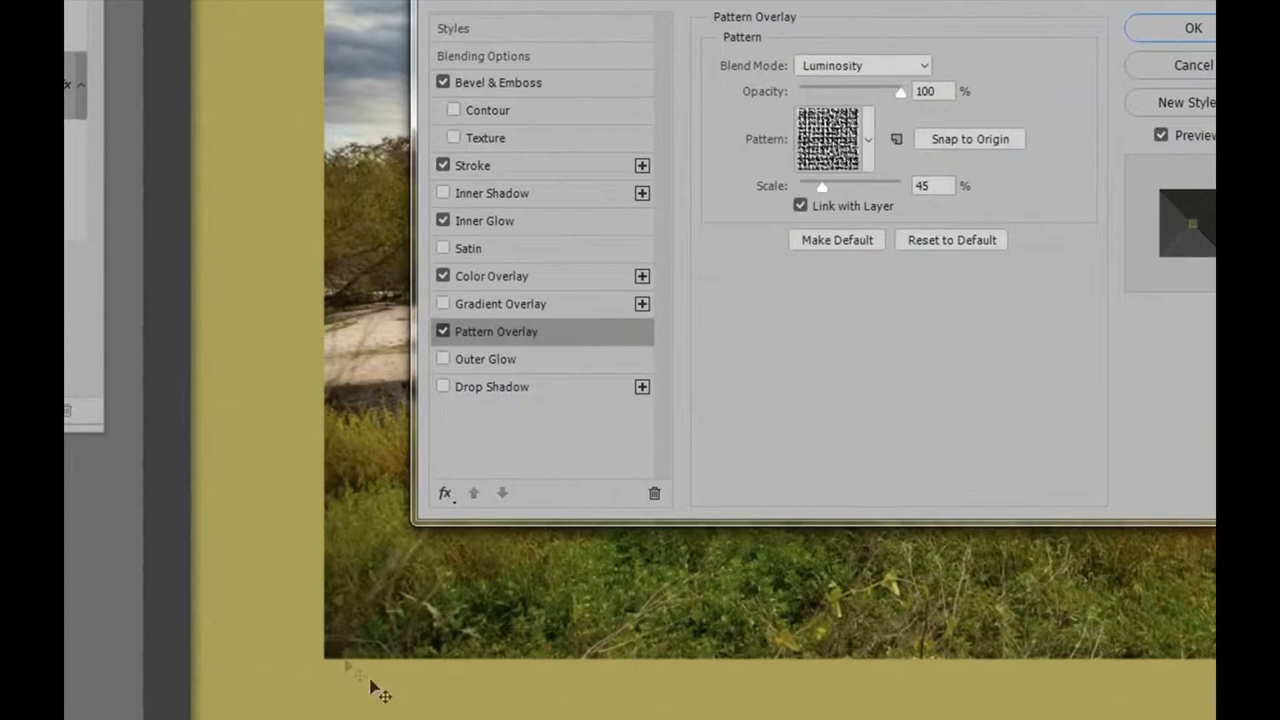 Pattern Overlay
Styles
Pattern
OK
Blending Options
Blend Mode: Luminosity
Cancel
Bevel & Emboss
Opacity: 100 %
Contour
New Style
Texture
Pattern: Snap to Origin
Preview
Stroke
Scale: 45 %
Inner Shadow
Link with Layer
Inner Glow
Make Default Reset to Default
Satin
Color Overlay
Gradient Overlay
Pattern Overlay
Outer Glow
Drop Shadow
fx
fx